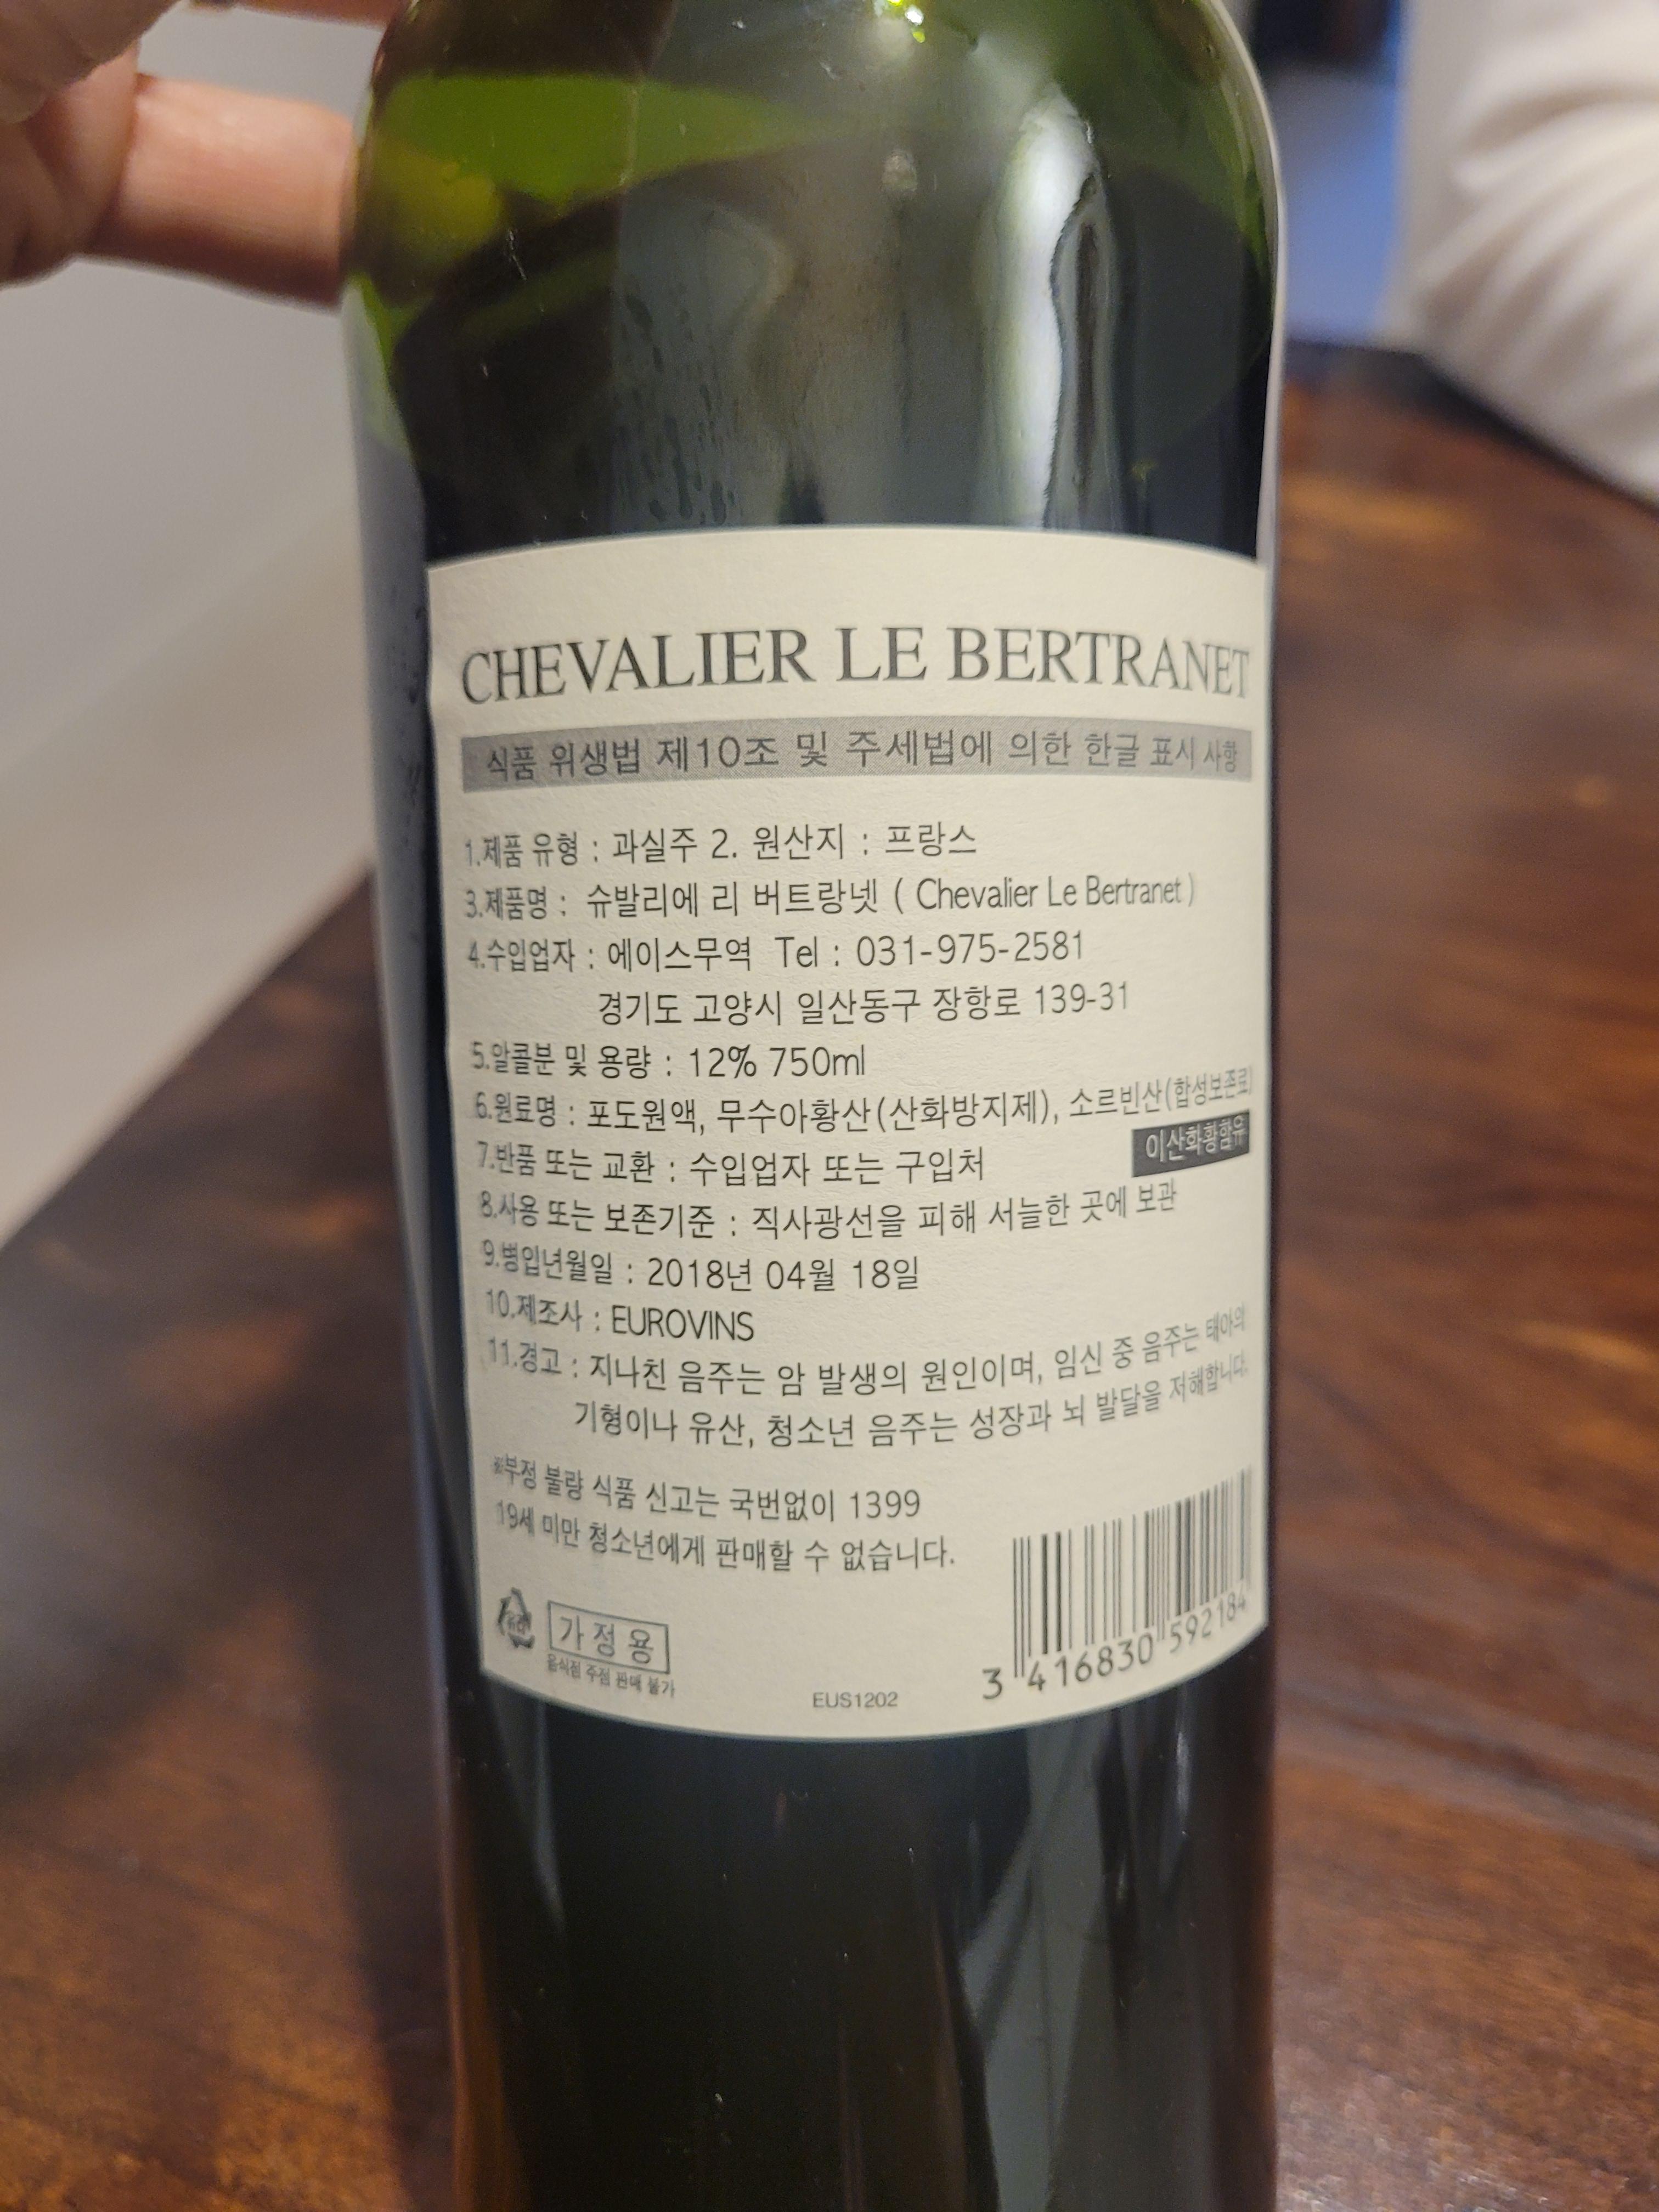 CHEVALIER LE BERTRANET
식품 위생법 제10조 및 주세법에 의한 한글 표시 사항
1.제품 유형 : 과실주 2. 원산지 : 프랑스
3.제품명 : 슈발리에 리 버트랑넷 ( Chevalier Le Bertranet )
4.수입업자 : 에이스무역 Tel : 031-975-2581
경기도 고양시 일산동구 장항로 139-31
5.알콜분 및 용량 : 12% 750ml
6.원료명 : 포도원액, 무수아황산(산화방지제), 소르빈산(합성보존료)
이산화황함유
7.반품 또는 교환 : 수입업자 또는 구입처
8.사용 또는 보존기준 : 직사광선을 피해 서늘한 곳에 보관
9.병입년월일 : 2018년 04월 18일
10.제조사 : EUROVINS
11.경고 : 지나친 음주는 암 발생의 원인이며, 임신 중 음주는 태아의
기형이나 유산, 청소년 음주는 성장과 뇌 발달을 저해합니다.
※부정 불량 식품 신고는 국번없이 1399
19세 미만 청소년에게 판매할 수 없습니다.
가정용
음식점 주점 판매 불가
EUS1202
3 416830 592184